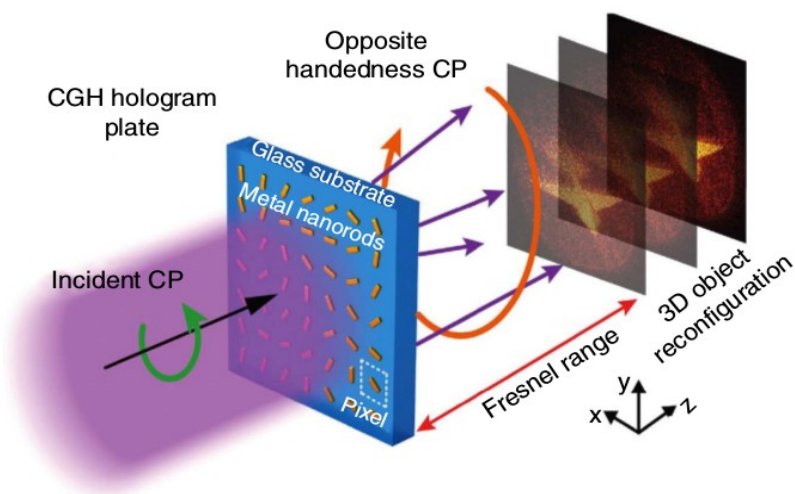 Opposite
handedness CP
CGH hologram
plate
Glass substrate
Metal nanorods
Incident CP
Pixel
Fresnel range
3D object
reconfiguration
y
x
z